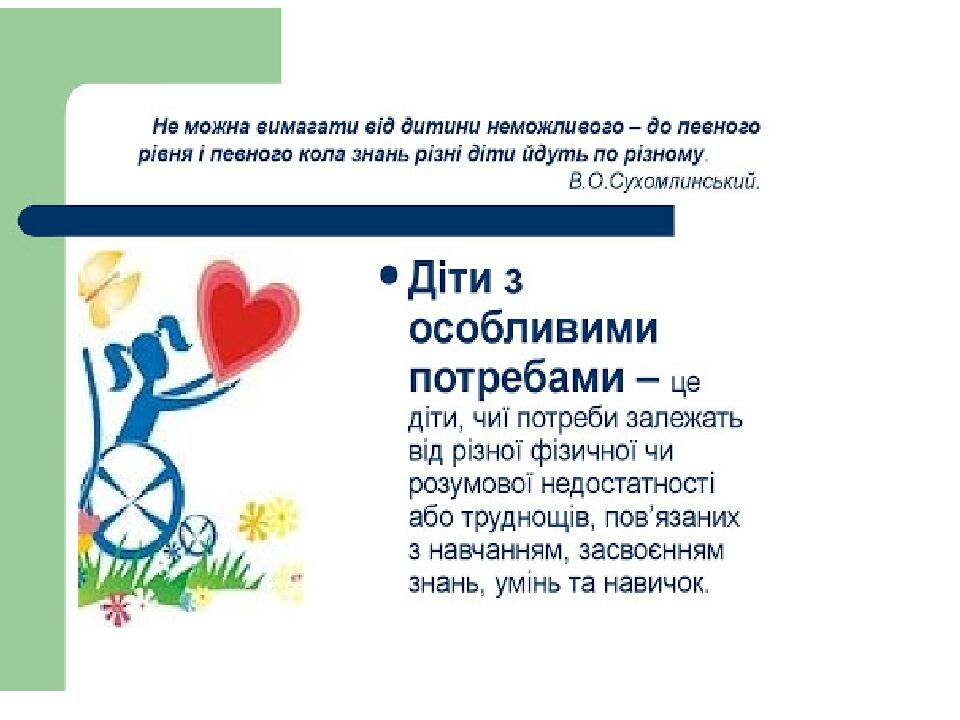 Не можна вимагати від дитини неможливого – до певного
рівня і певного кола знань різні діти йдуть по різному.
В.О.Сухомлинський.
• Діти з
особливими
потребами – це
діти, чиї потреби залежать
від різної фізичної чи
розумової недостатності
або труднощів, пов’язаних
з навчанням, засвоєнням
знань, умінь та навичок.